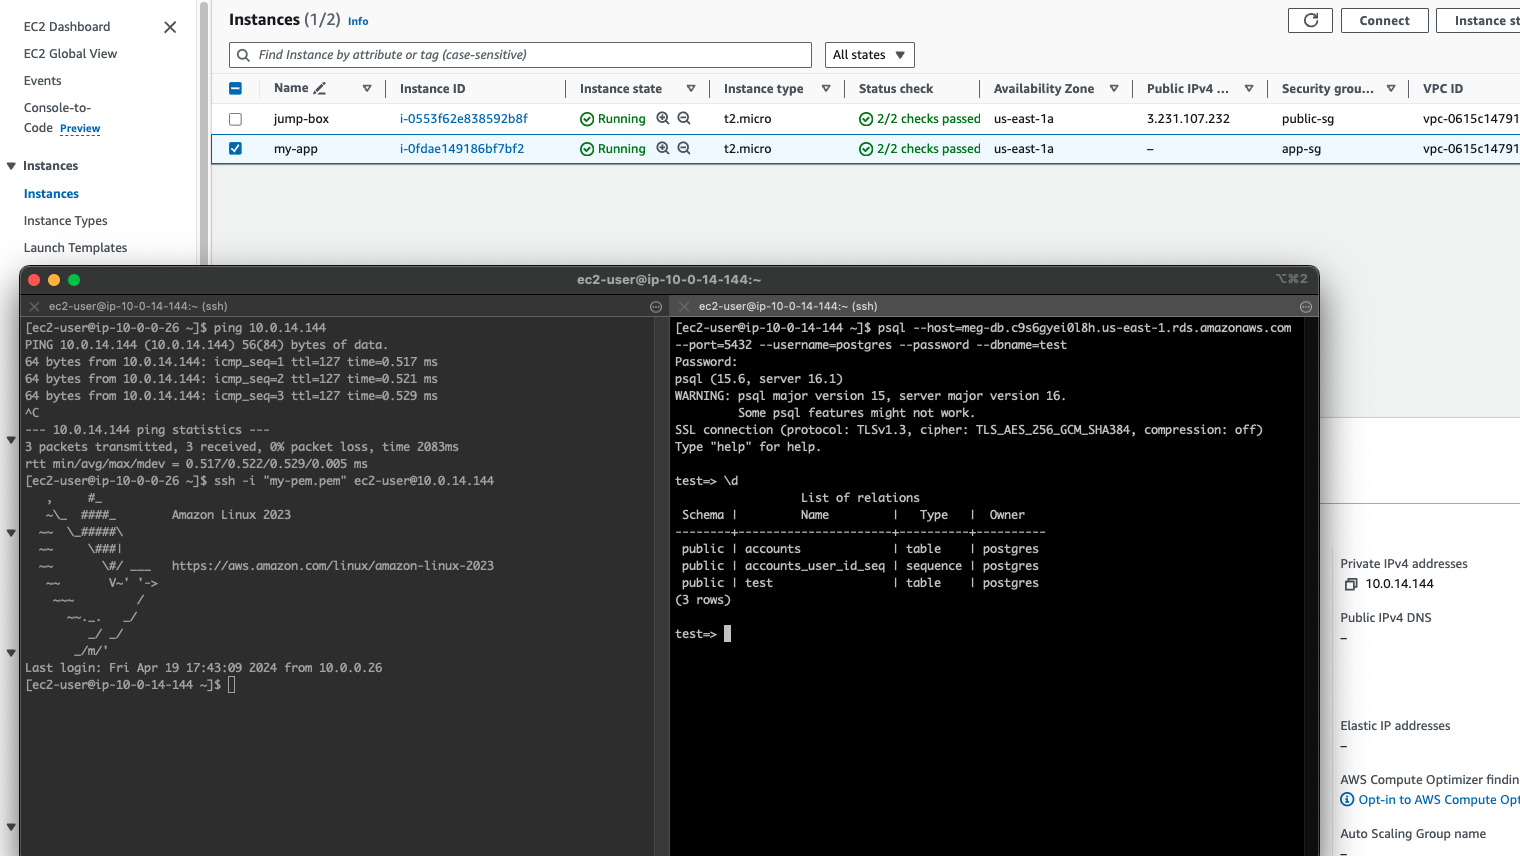 EC2 Dashboard
EC2 Global View
Events
Console-to-
Code Preview
Instances
Instances
Instance Types
Launch Templates
Instances (1/2) Info
Connect
Instance st
Find Instance by attribute or tag (case-sensitive)
All states
Name Instance ID Instance state Instance type Status check Availability Zone Public IPv4 ... Security grou... VPC ID
jump-box i-0553f62e838592b8f Running t2.micro 2/2 checks passed us-east-1a 3.231.107.232 public-sg vpc-0615c14791
my-app i-0fdae149186bf7bf2 Running t2.micro 2/2 checks passed us-east-1a – app-sg vpc-0615c14791
ec2-user@ip-10-0-14-144:~
⌥⌘2
ec2-user@ip-10-0-14-144:~ (ssh)
[ec2-user@ip-10-0-0-26 ~]$ ping 10.0.14.144
PING 10.0.14.144 (10.0.14.144) 56(84) bytes of data.
64 bytes from 10.0.14.144: icmp_seq=1 ttl=127 time=0.517 ms
64 bytes from 10.0.14.144: icmp_seq=2 ttl=127 time=0.521 ms
64 bytes from 10.0.14.144: icmp_seq=3 ttl=127 time=0.529 ms
^C
--- 10.0.14.144 ping statistics ---
3 packets transmitted, 3 received, 0% packet loss, time 2083ms
rtt min/avg/max/mdev = 0.517/0.522/0.529/0.005 ms
[ec2-user@ip-10-0-0-26 ~]$ ssh -i "my-pem.pem" ec2-user@10.0.14.144
   ,     #_
   ~\_  ####_        Amazon Linux 2023
  ~~  \_#####\
  ~~     \###|
  ~~       \#/ ___   https://aws.amazon.com/linux/amazon-linux-2023
   ~~       V~' '->
    ~~~         /
      ~~._.   _/
         _/ _/
       _/m/'
Last login: Fri Apr 19 17:43:09 2024 from 10.0.0.26
[ec2-user@ip-10-0-14-144 ~]$
ec2-user@ip-10-0-14-144:~ (ssh)
[ec2-user@ip-10-0-14-144 ~]$ psql --host=meg-db.c9s6gyei0l8h.us-east-1.rds.amazonaws.com
--port=5432 --username=postgres --password --dbname=test
Password:
psql (15.6, server 16.1)
WARNING: psql major version 15, server major version 16.
         Some psql features might not work.
SSL connection (protocol: TLSv1.3, cipher: TLS_AES_256_GCM_SHA384, compression: off)
Type "help" for help.
test=> \d
                  List of relations
 Schema |         Name         |   Type   |  Owner
--------+----------------------+----------+----------
 public | accounts             | table    | postgres
 public | accounts_user_id_seq | sequence | postgres
 public | test                 | table    | postgres
(3 rows)
test=>
Private IPv4 addresses
10.0.14.144
Public IPv4 DNS
–
Elastic IP addresses
–
AWS Compute Optimizer findin
Opt-in to AWS Compute Opt
Auto Scaling Group name
–